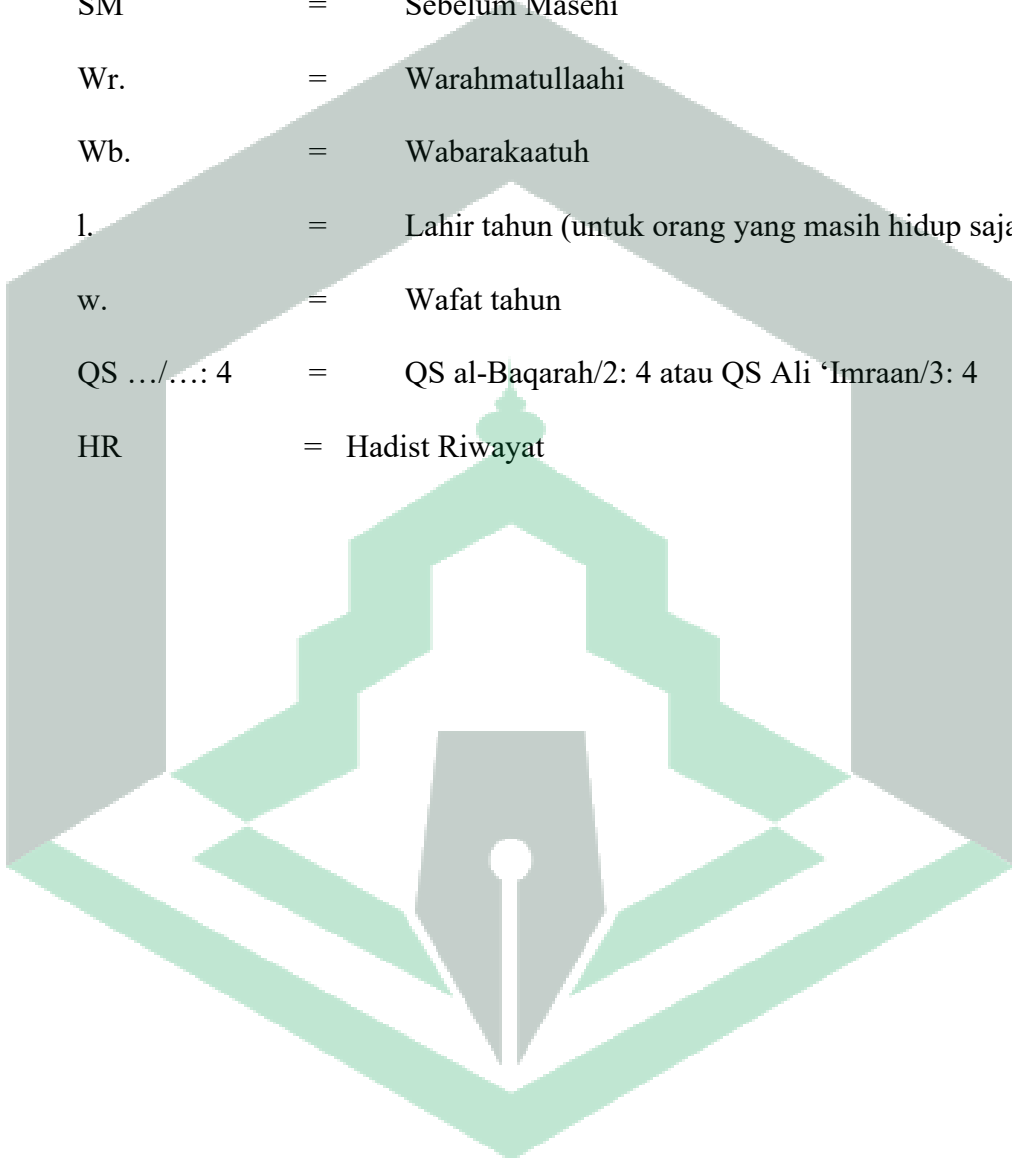 SM = Sebelum Masehi
Wr. = Warahmatullaahi
Wb. = Wabarakaatuh
l. = Lahir tahun (untuk orang yang masih hidup saja
w. = Wafat tahun
QS …/…: 4 = QS al-Baqarah/2: 4 atau QS Ali ‘Imraan/3: 4
HR = Hadist Riwayat